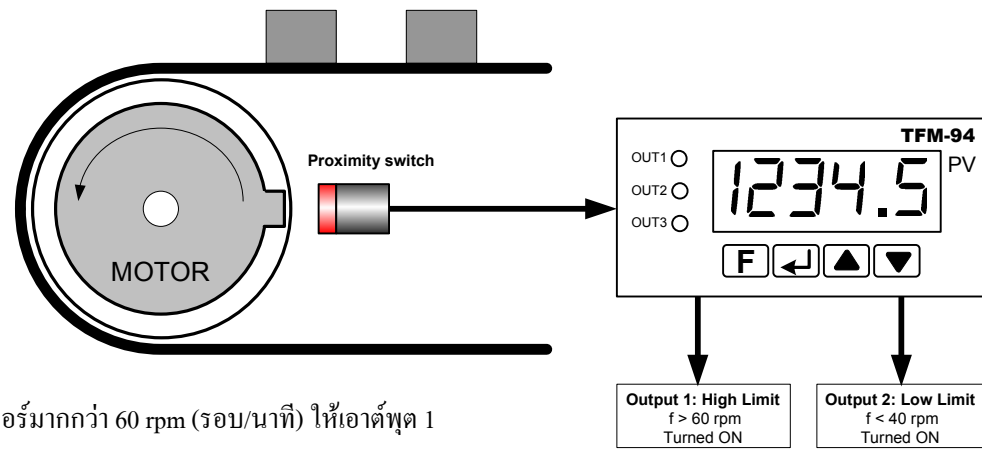 Proximity switch
MOTOR
TFM-94
OUT1
OUT2
OUT3
1234.5
PV
F
Output 1: High Limit
f > 60 rpm
Turned ON
Output 2: Low Limit
f < 40 rpm
Turned ON
อร์มากกว่า 60 rpm (รอบ/นาที) ให้เอาต์พุต 1